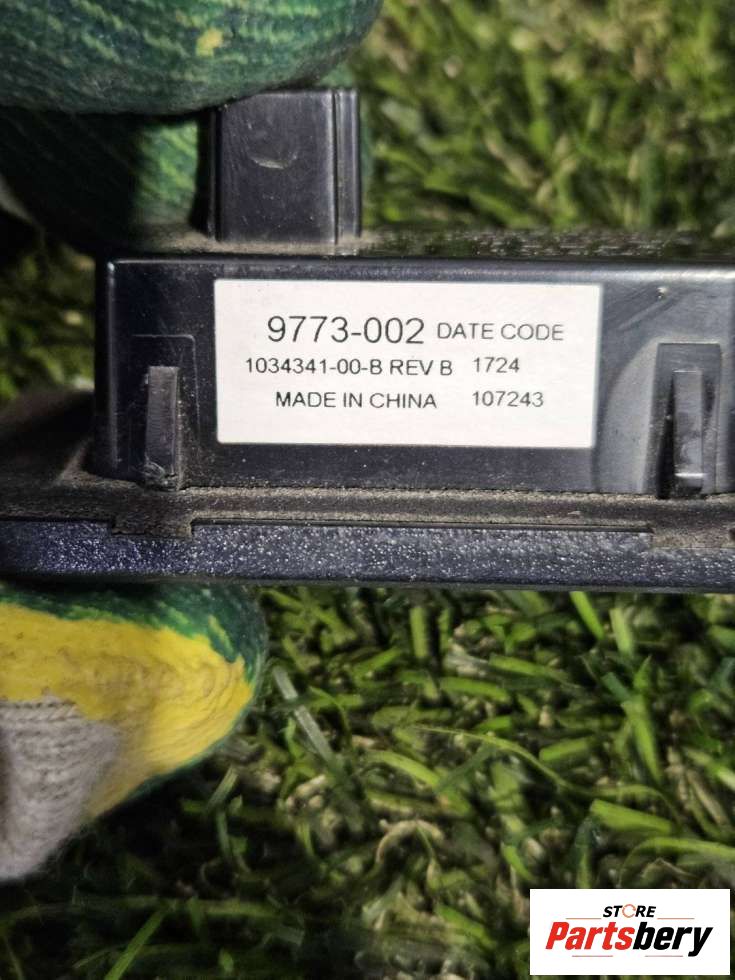 9773-002 DATE CODE
1034341-00-B REV B 1724
MADE IN CHINA 107243
STORE
Partsbery